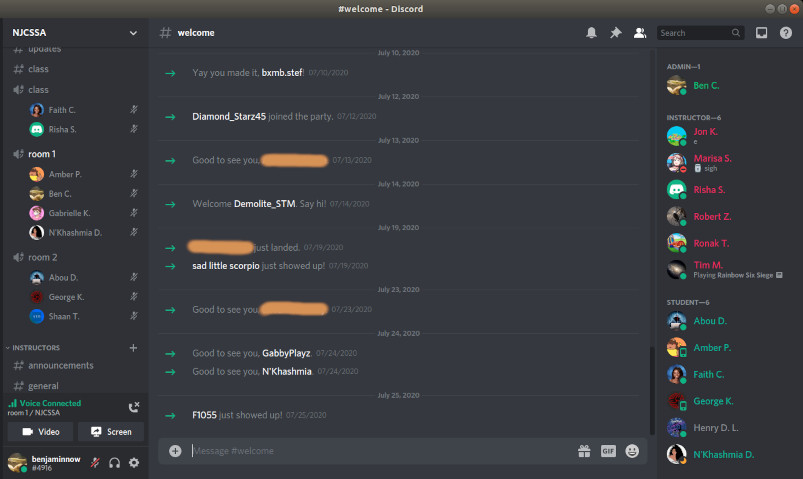 #welcome - Discord
NJCSSA
updates
class
class
Faith C.
Risha S.
room 1
Amber P.
Ben C.
Gabrielle K.
N'Khashmia D.
room 2
Abou D.
George K.
Shaan T.
INSTRUCTORS
announcements
general
Voice Connected
room 1 / NJCSSA
Video
Screen
benjaminnow
#4916
# welcome
Search
July 10, 2020
Yay you made it, bxmb.stef! 07/10/2020
July 12, 2020
Diamond_Starz45 joined the party. 07/12/2020
July 13, 2020
Good to see you, 07/13/2020
July 14, 2020
Welcome Demolite_STM. Say hi! 07/14/2020
July 19, 2020
just landed. 07/19/2020
sad little scorpio just showed up! 07/19/2020
July 23, 2020
Good to see you, 07/23/2020
July 24, 2020
Good to see you, GabbyPlayz. 07/24/2020
Good to see you, N'Khashmia. 07/24/2020
July 25, 2020
F1055 just showed up! 07/25/2020
Message #welcome
GIF
ADMIN—1
Ben C.
INSTRUCTOR—6
Jon K.
e
Marisa S.
sigh
Risha S.
Robert Z.
Ronak T.
Tim M.
Playing Rainbow Six Siege
STUDENT—6
Abou D.
Amber P.
Faith C.
George K.
Henry D. L.
N'Khashmia D.